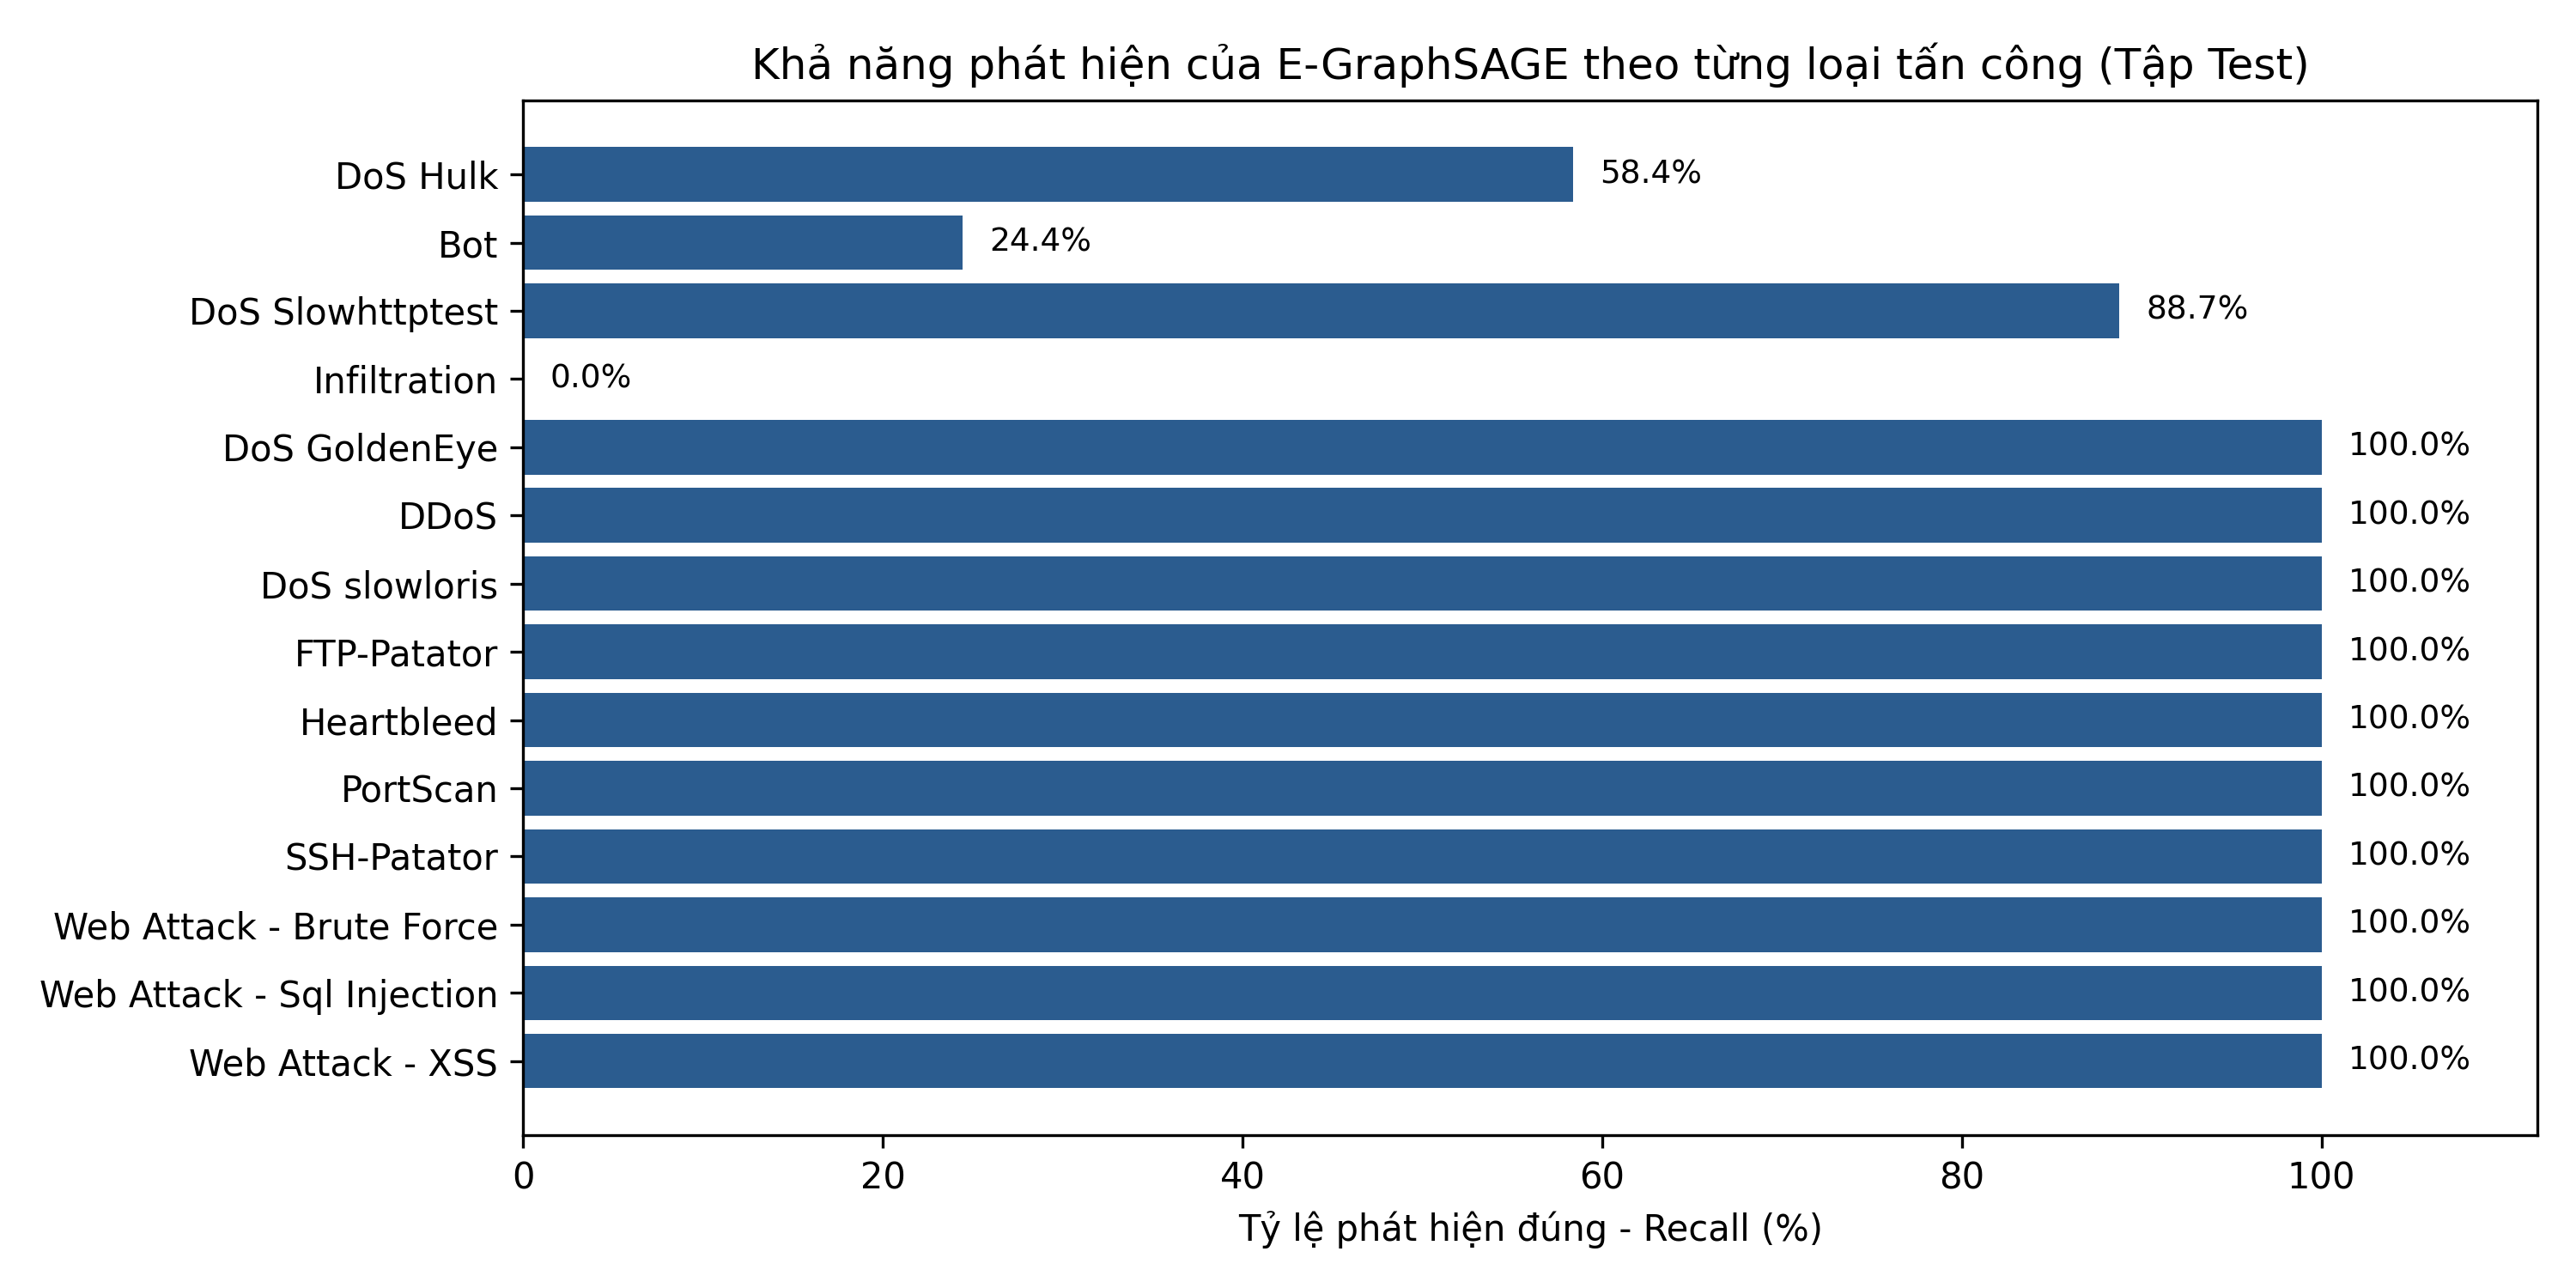 Khả năng phát hiện của E-GraphSAGE theo từng loại tấn công (Tập Test)
DoS Hulk 58.4%
Bot 24.4%
DoS Slowhttptest 88.7%
Infiltration 0.0%
DoS GoldenEye 100.0%
DDoS 100.0%
DoS slowloris 100.0%
FTP-Patator 100.0%
Heartbleed 100.0%
PortScan 100.0%
SSH-Patator 100.0%
Web Attack - Brute Force 100.0%
Web Attack - Sql Injection 100.0%
Web Attack - XSS 100.0%
0 20 40 60 80 100
Tỷ lệ phát hiện đúng - Recall (%)